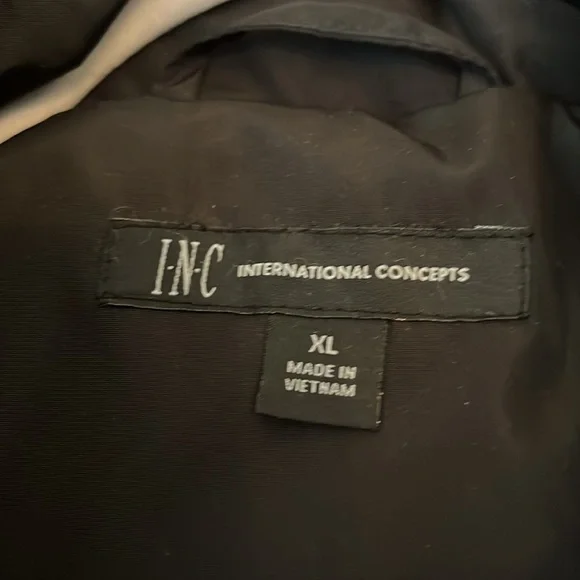 I·N·C INTERNATIONAL CONCEPTS
XL
MADE IN
VIETNAM